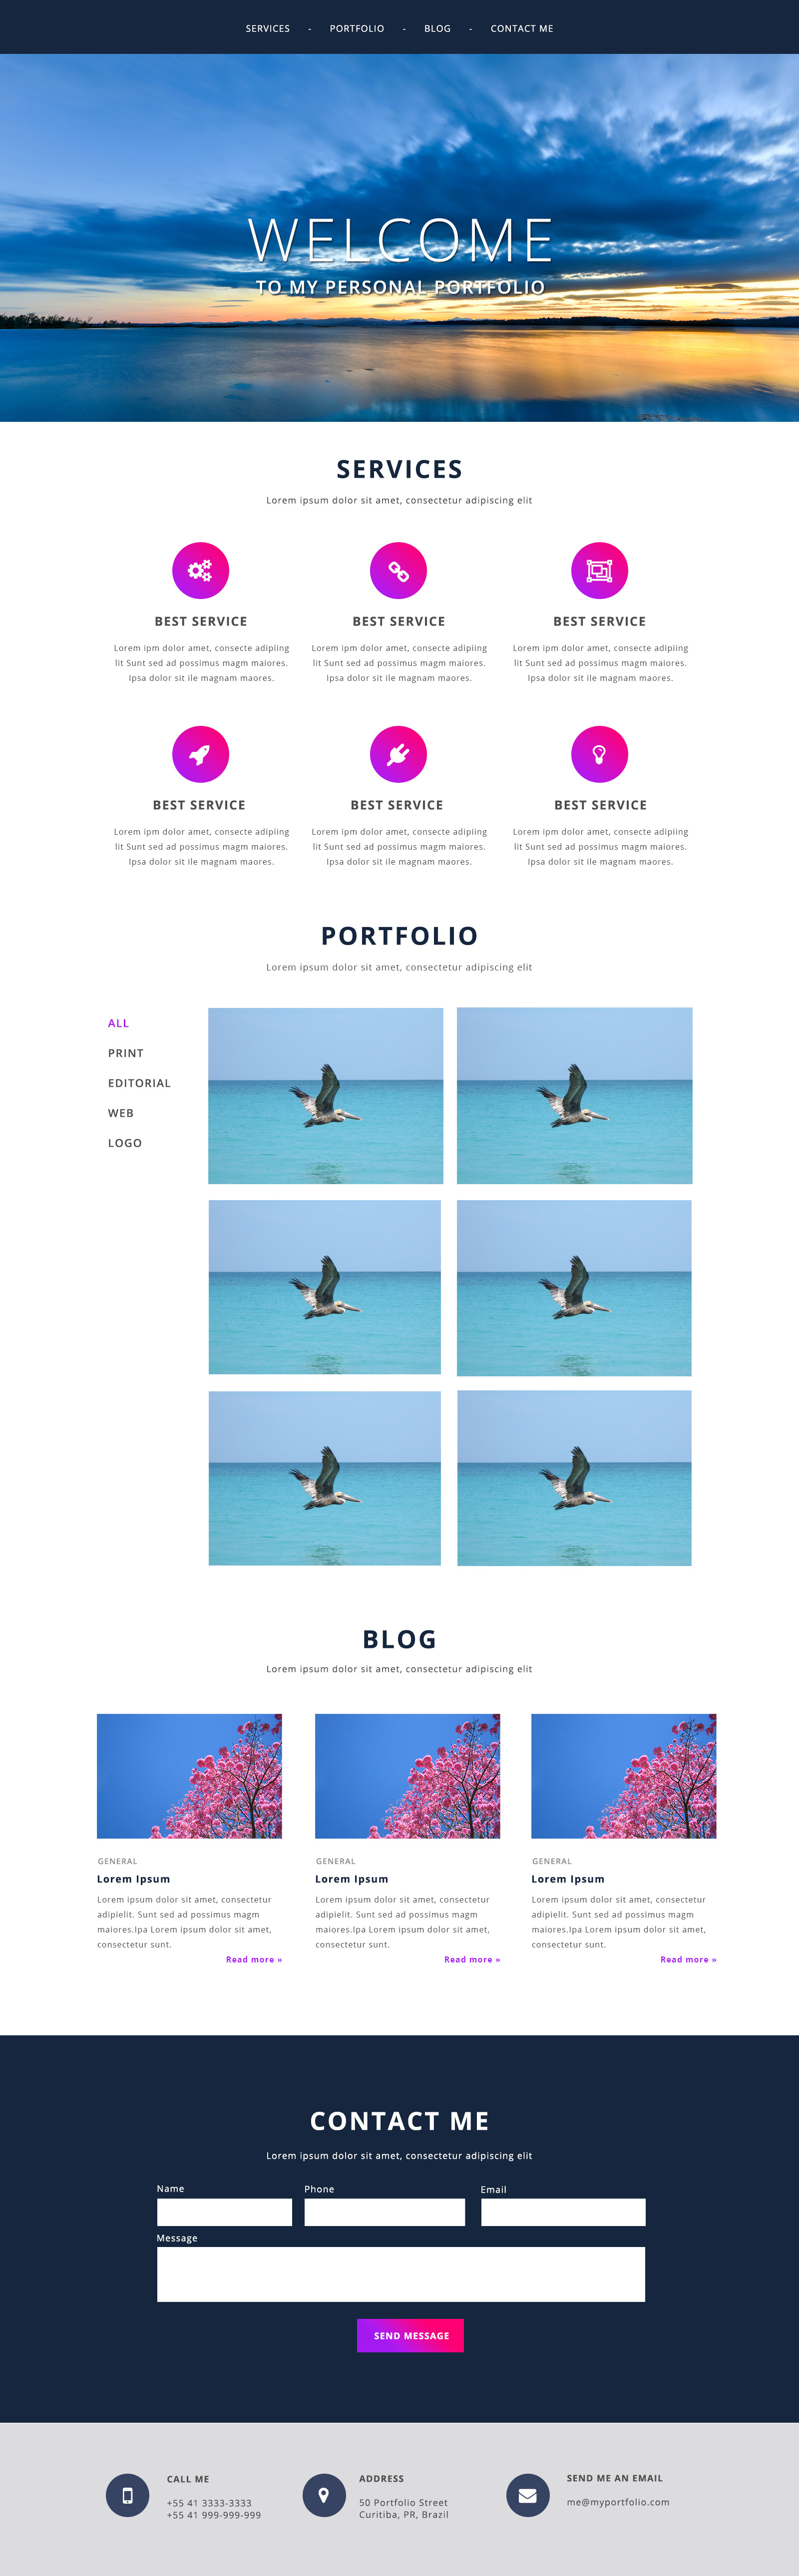 SERVICES - PORTFOLIO - BLOG - CONTACT ME
WELCOME
TO MY PERSONAL PORTFOLIO
SERVICES
Lorem ipsum dolor sit amet, consectetur adipiscing elit
BEST SERVICE
Lorem ipm dolor amet, consecte adipiing
lit Sunt sed ad possimus magm maiores.
Ipsa dolor sit ile magnam maores.
BEST SERVICE
Lorem ipm dolor amet, consecte adipiing
lit Sunt sed ad possimus magm maiores.
Ipsa dolor sit ile magnam maores.
BEST SERVICE
Lorem ipm dolor amet, consecte adipiing
lit Sunt sed ad possimus magm maiores.
Ipsa dolor sit ile magnam maores.
BEST SERVICE
Lorem ipm dolor amet, consecte adipiing
lit Sunt sed ad possimus magm maiores.
Ipsa dolor sit ile magnam maores.
BEST SERVICE
Lorem ipm dolor amet, consecte adipiing
lit Sunt sed ad possimus magm maiores.
Ipsa dolor sit ile magnam maores.
BEST SERVICE
Lorem ipm dolor amet, consecte adipiing
lit Sunt sed ad possimus magm maiores.
Ipsa dolor sit ile magnam maores.
PORTFOLIO
Lorem ipsum dolor sit amet, consectetur adipiscing elit
ALL
PRINT
EDITORIAL
WEB
LOGO
BLOG
Lorem ipsum dolor sit amet, consectetur adipiscing elit
GENERAL
Lorem Ipsum
Lorem ipsum dolor sit amet, consectetur
adipielit. Sunt sed ad possimus magm
maiores.Ipa Lorem ipsum dolor sit amet,
consectetur sunt.
Read more »
GENERAL
Lorem Ipsum
Lorem ipsum dolor sit amet, consectetur
adipielit. Sunt sed ad possimus magm
maiores.Ipa Lorem ipsum dolor sit amet,
consectetur sunt.
Read more »
GENERAL
Lorem Ipsum
Lorem ipsum dolor sit amet, consectetur
adipielit. Sunt sed ad possimus magm
maiores.Ipa Lorem ipsum dolor sit amet,
consectetur sunt.
Read more »
CONTACT ME
Lorem ipsum dolor sit amet, consectetur adipiscing elit
Name
Phone
Email
Message
SEND MESSAGE
CALL ME
+55 41 3333-3333
+55 41 999-999-999
ADDRESS
50 Portfolio Street
Curitiba, PR, Brazil
SEND ME AN EMAIL
me@myportfolio.com